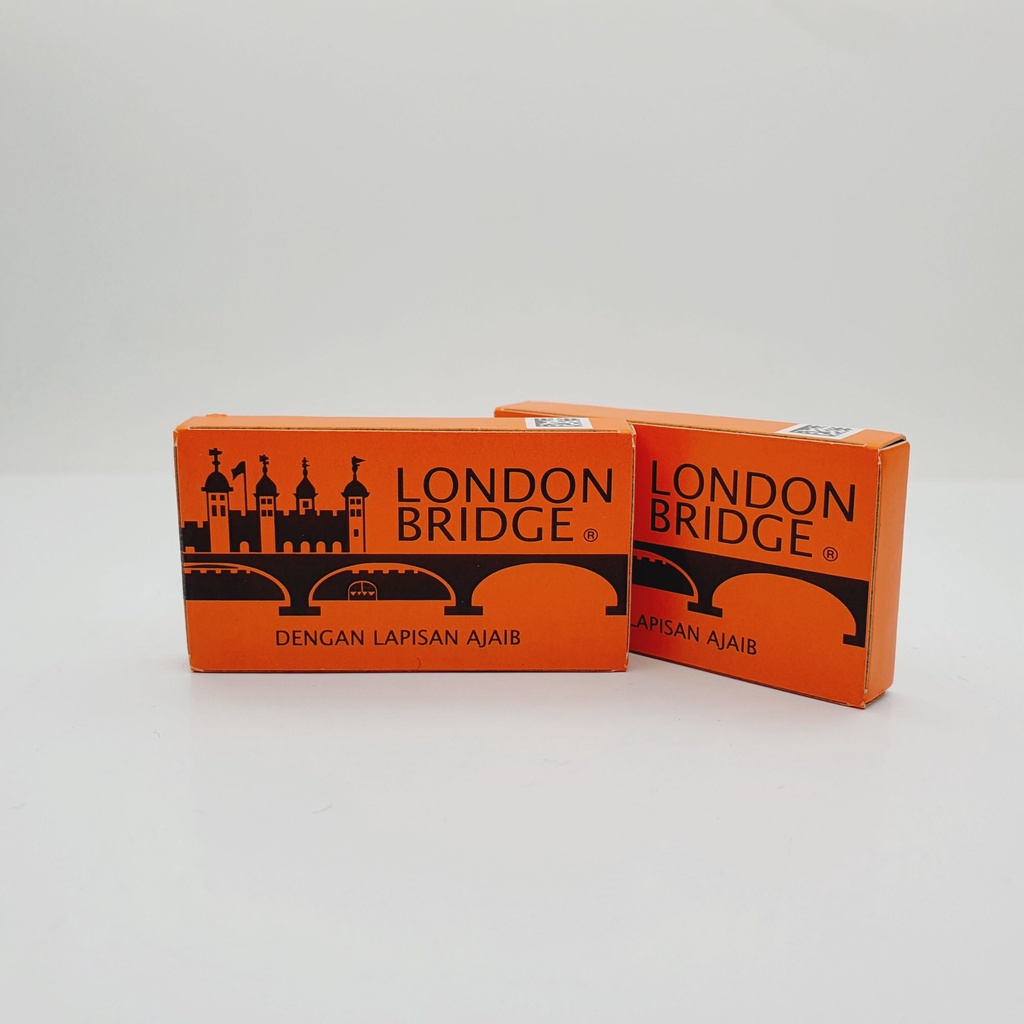 LONDON
BRIDGE ®
DENGAN LAPISAN AJAIB
LONDON
BRIDGE ®
LAPISAN AJAIB